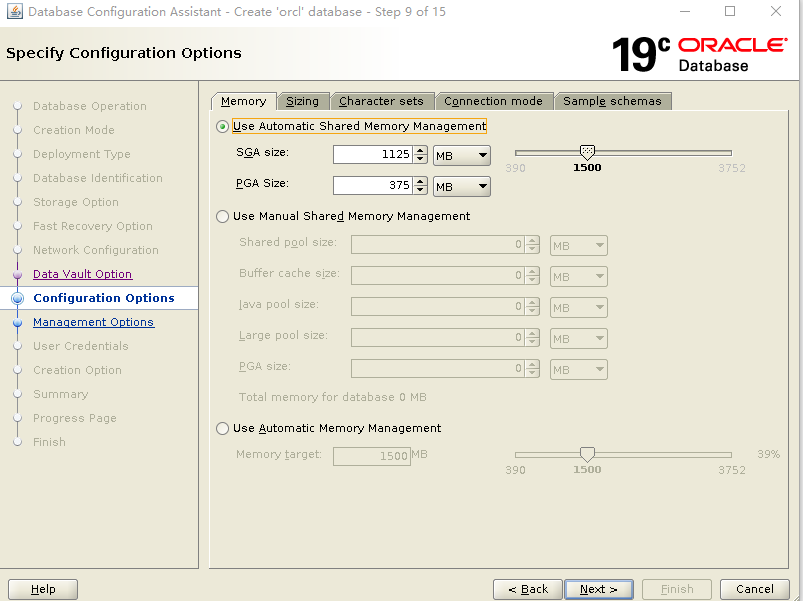 Database Configuration Assistant - Create 'orcl' database - Step 9 of 15
Specify Configuration Options
19c ORACLE Database
Database Operation
Creation Mode
Deployment Type
Database Identification
Storage Option
Fast Recovery Option
Network Configuration
Data Vault Option
Configuration Options
Management Options
User Credentials
Creation Option
Summary
Progress Page
Finish
Memory Sizing Character sets Connection mode Sample schemas
Use Automatic Shared Memory Management
SGA size: 1125 MB
390 1500 3752
PGA Size: 375 MB
Use Manual Shared Memory Management
Shared pool size: 0 MB
Buffer cache size: 0 MB
Java pool size: 0 MB
Large pool size: 0 MB
PGA size: 0 MB
Total memory for database 0 MB
Use Automatic Memory Management
Memory target: 1500 MB 39%
390 1500 3752
Help < Back Next > Finish Cancel